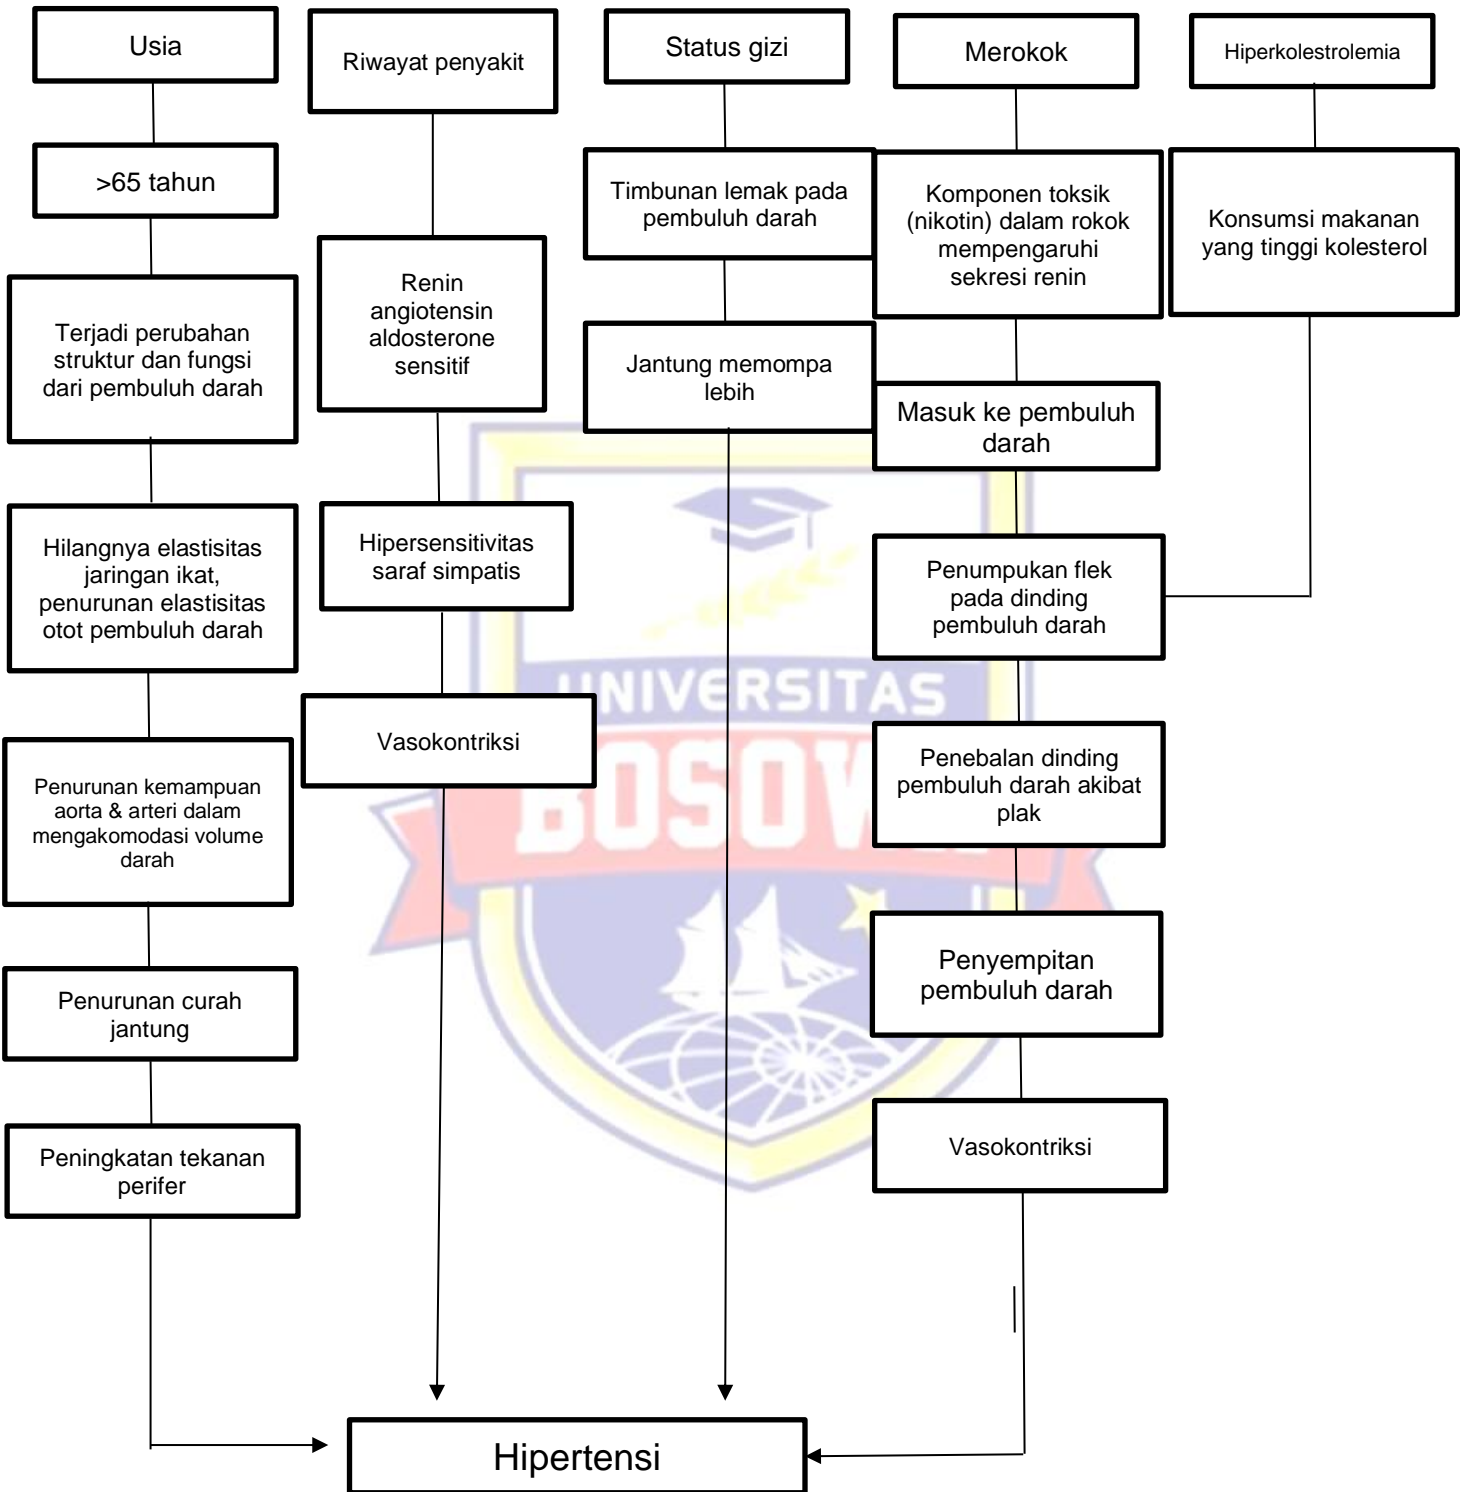 Usia
Riwayat penyakit
Status gizi
Merokok
Hiperkolestrolemia
>65 tahun
Timbunan lemak pada
pembuluh darah
Komponen toksik
(nikotin) dalam rokok
mempengaruhi
sekresi renin
Konsumsi makanan
yang tinggi kolesterol
Terjadi perubahan
struktur dan fungsi
dari pembuluh darah
Renin
angiotensin
aldosterone
sensitif
Jantung memompa
lebih
Masuk ke pembuluh
darah
Hilangnya elastisitas
jaringan ikat,
penurunan elastisitas
otot pembuluh darah
Hipersensitivitas
saraf simpatis
Penumpukan flek
pada dinding
pembuluh darah
UNIVERSITAS
Vasokontriksi
Penurunan kemampuan
aorta & arteri dalam
mengakomodasi volume
darah
Penebalan dinding
pembuluh darah akibat
plak
Penurunan curah
jantung
Penyempitan
pembuluh darah
Peningkatan tekanan
perifer
Vasokontriksi
Hipertensi